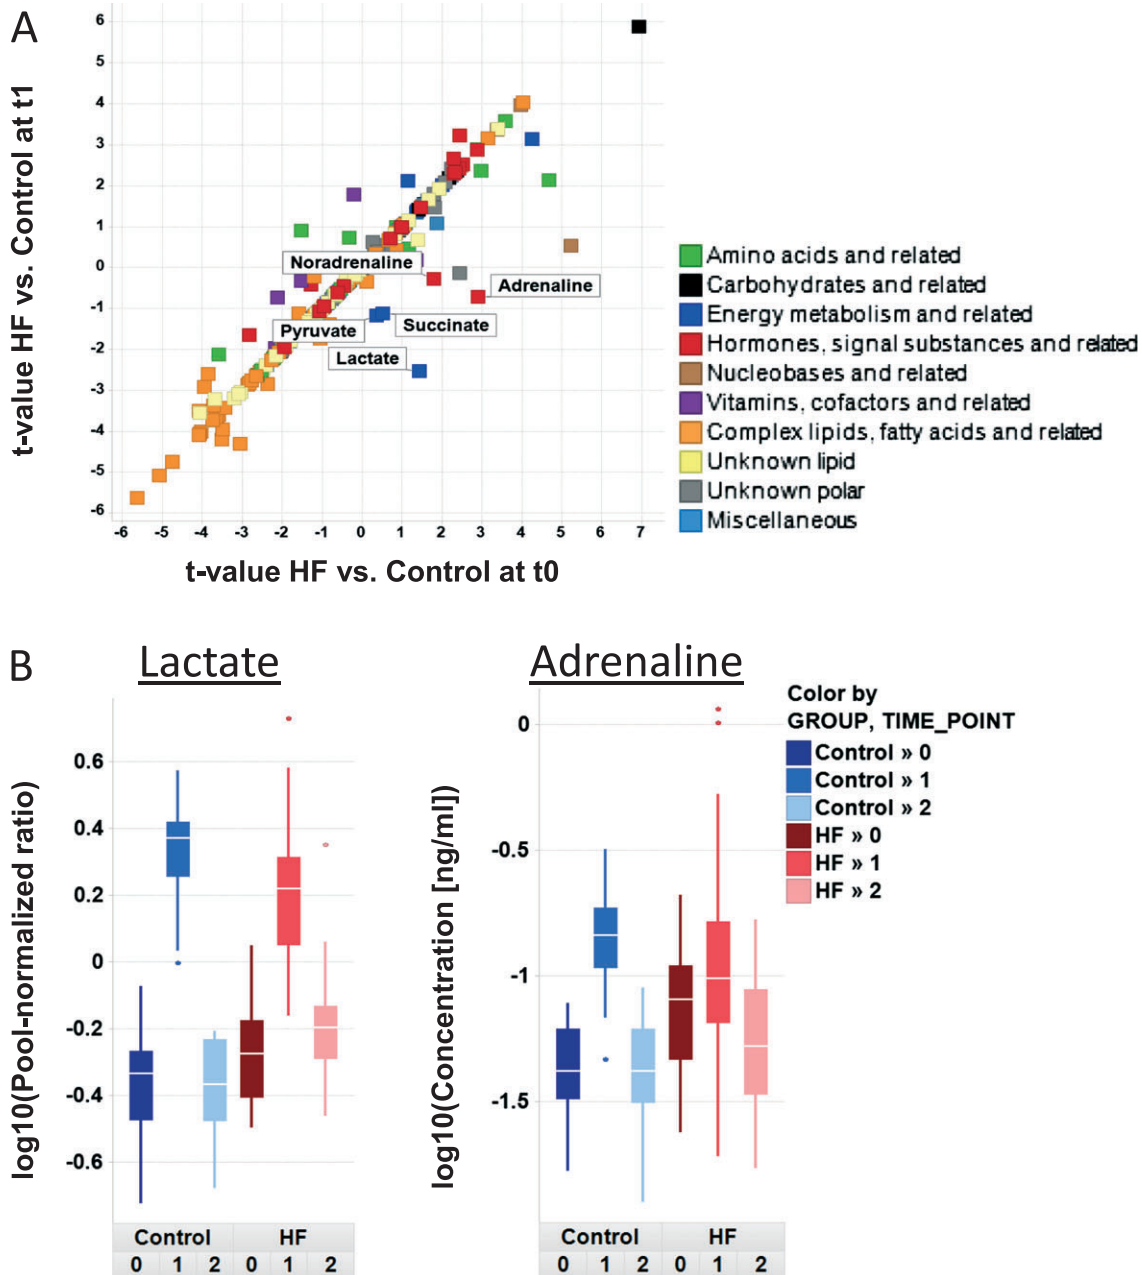 A
t-value HF vs. Control at t1
6
5
4
3
2
1
0
-1
-2
-3
-4
-5
-6
-6 -5 -4 -3 -2 -1 0 1 2 3 4 5 6 7
t-value HF vs. Control at t0
Noradrenaline
Adrenaline
Pyruvate
Succinate
Lactate
Amino acids and related
Carbohydrates and related
Energy metabolism and related
Hormones, signal substances and related
Nucleobases and related
Vitamins, cofactors and related
Complex lipids, fatty acids and related
Unknown lipid
Unknown polar
Miscellaneous
B
Lactate
log10(Pool-normalized ratio)
0.6
0.4
0.2
0
-0.2
-0.4
-0.6
Control HF
0 1 2 0 1 2
Adrenaline
log10(Concentration [ng/ml])
0
-0.5
-1
-1.5
Control HF
0 1 2 0 1 2
Color by
GROUP, TIME_POINT
Control » 0
Control » 1
Control » 2
HF » 0
HF » 1
HF » 2